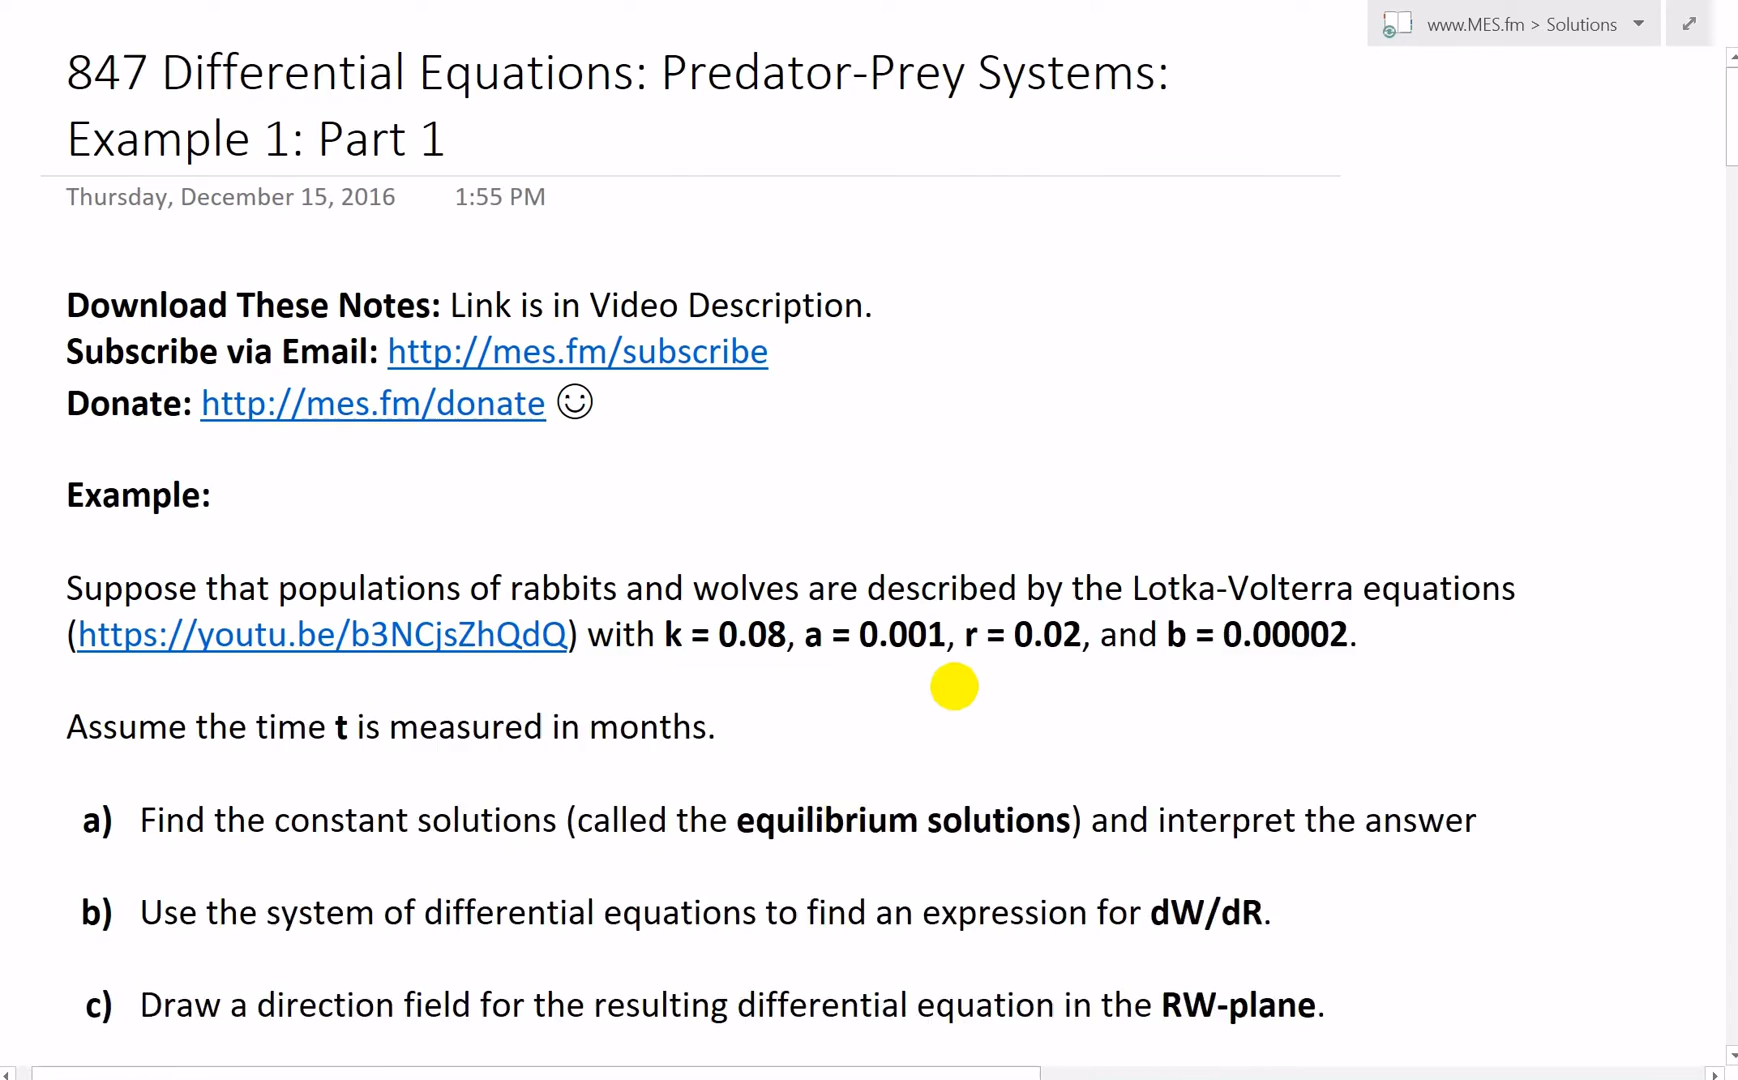 www.MES.fm > Solutions
847 Differential Equations: Predator-Prey Systems:
Example 1: Part 1
Thursday, December 15, 2016 1:55 PM
Download These Notes: Link is in Video Description.
Subscribe via Email: http://mes.fm/subscribe
Donate: http://mes.fm/donate ☺
Example:
Suppose that populations of rabbits and wolves are described by the Lotka-Volterra equations
(https://youtu.be/b3NCjsZhQdQ) with k = 0.08, a = 0.001, r = 0.02, and b = 0.00002.
Assume the time t is measured in months.
a) Find the constant solutions (called the equilibrium solutions) and interpret the answer
b) Use the system of differential equations to find an expression for dW/dR.
c) Draw a direction field for the resulting differential equation in the RW-plane.